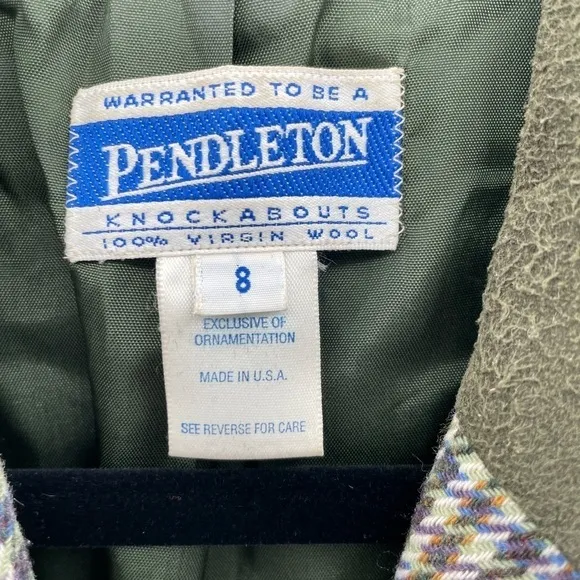 WARRANTED TO BE A
PENDLETON
KNOCKABOUTS
100% VIRGIN WOOL
8
EXCLUSIVE OF
ORNAMENTATION
MADE IN U.S.A.
SEE REVERSE FOR CARE